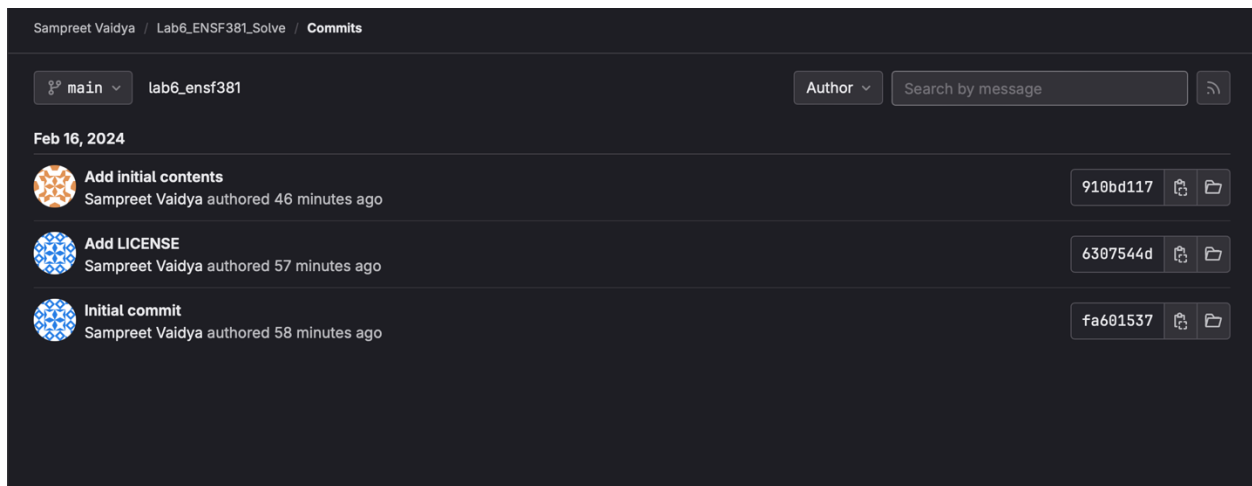 Sampreet Vaidya / Lab6_ENSF381_Solve / Commits
main lab6_ensf381 Author Search by message
Feb 16, 2024
Add initial contents
Sampreet Vaidya authored 46 minutes ago
910bd117
Add LICENSE
Sampreet Vaidya authored 57 minutes ago
6307544d
Initial commit
Sampreet Vaidya authored 58 minutes ago
fa601537